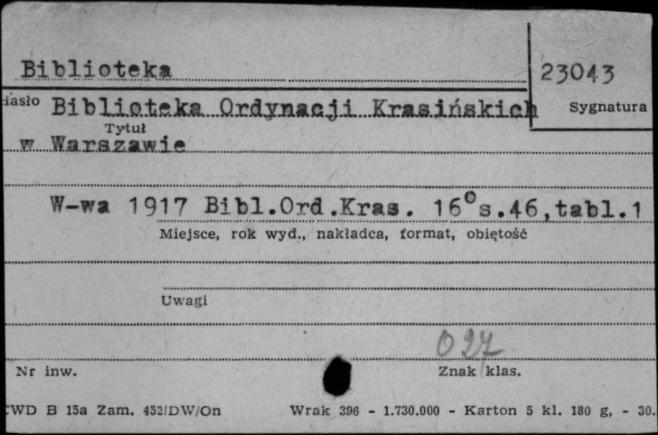 Biblioteka 23043
Hasło Biblioteka Ordynacji Krasińskich Sygnatura
Tytuł
w Warszawie
W-wa 1917 Bibl.Ord.Kras. 16° s.46,tabl.1
Miejsce, rok wyd., nakładca, format, objętość
Uwagi
027
Nr inw. Znak klas.
CWD B 15a Zam. 452/DW/On Wrak 396 - 1.730.000 - Karton 5 kl. 180 g, - 30.